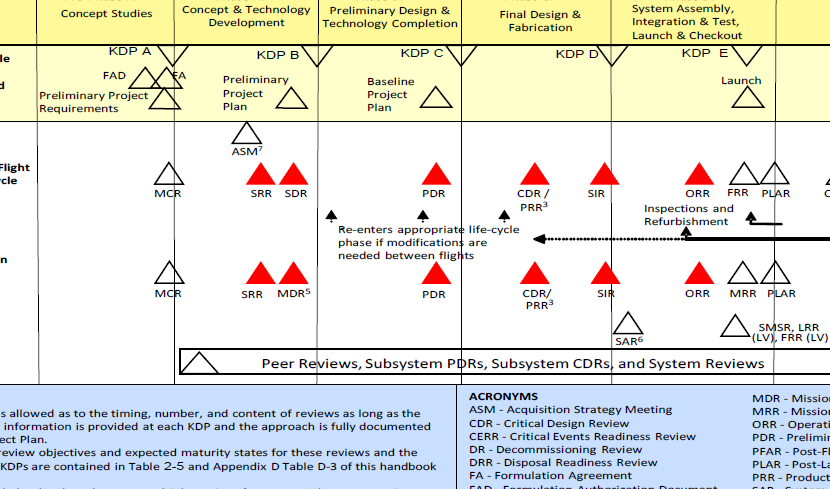 Concept Studies
Concept & Technology
Development
Preliminary Design &
Technology Completion
Final Design &
Fabrication
System Assembly,
Integration & Test,
Launch & Checkout
KDP A
KDP B
KDP C
KDP D
KDP E
FAD
FA
Preliminary Project
Requirements
Preliminary
Project
Plan
Baseline
Project
Plan
Launch
ASM7
Flight
MCR
SRR
SDR
PDR
CDR /
PRR3
SIR
ORR
FRR
PLAR
Inspections and
Refurbishment
Re-enters appropriate life-cycle
phase if modifications are
needed between flights
MCR
SRR
MDR5
PDR
CDR/
PRR3
SIR
ORR
MRR
PLAR
SAR6
SMSR, LRR
(LV), FRR (LV)
Peer Reviews, Subsystem PDRs, Subsystem CDRs, and System Reviews
s allowed as to the timing, number, and content of reviews as long as the
information is provided at each KDP and the approach is fully documented
ect Plan.
review objectives and expected maturity states for these reviews and the
KDPs are contained in Table 2-5 and Appendix D Table D-3 of this handbook
ACRONYMS
ASM - Acquisition Strategy Meeting
CDR - Critical Design Review
CERR - Critical Events Readiness Review
DR - Decommissioning Review
DRR - Disposal Readiness Review
FA - Formulation Agreement
FAD - Formulation Authorization Document
MDR - Mission
MRR - Mission
ORR - Operati
PDR - Prelimin
PFAR - Post-Fl
PLAR - Post-La
PRR - Product